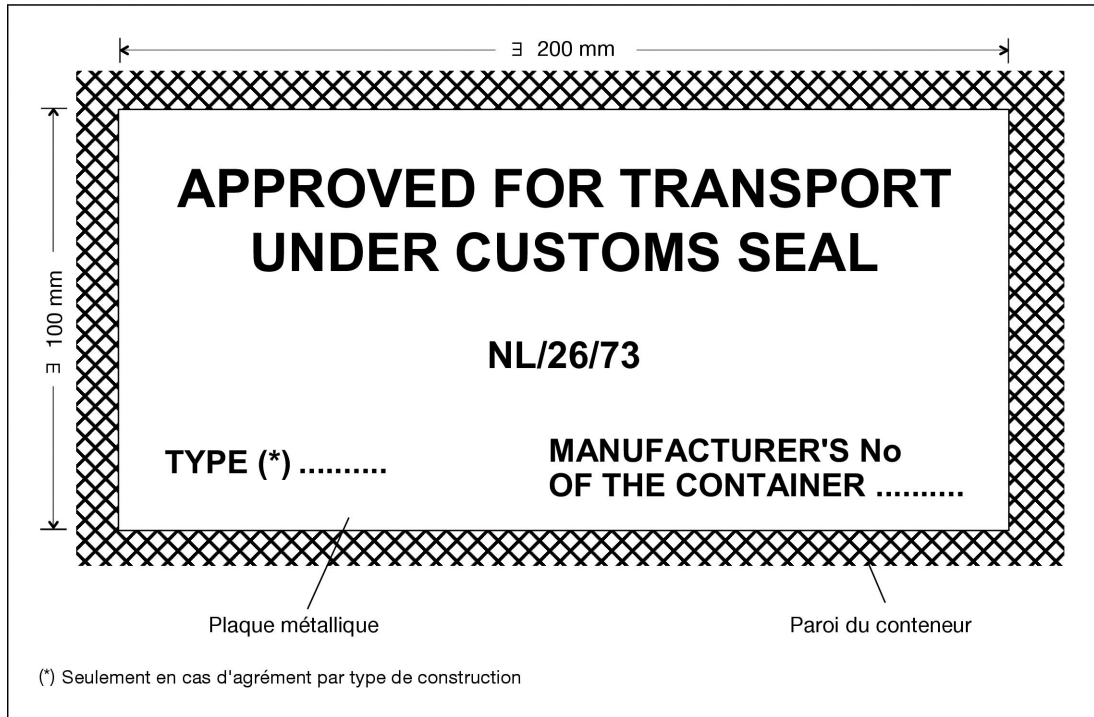 ∃ 200 mm
∃ 100 mm
APPROVED FOR TRANSPORT
UNDER CUSTOMS SEAL
NL/26/73
TYPE (*) ..........
MANUFACTURER'S No
OF THE CONTAINER ..........
Plaque métallique
Paroi du conteneur
(*) Seulement en cas d'agrément par type de construction